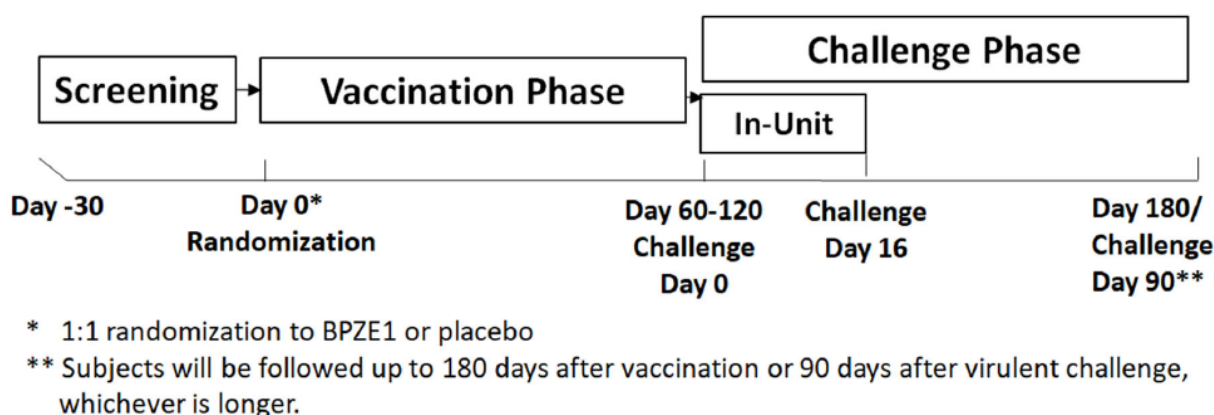 Challenge Phase
Screening
Vaccination Phase
In-Unit
Day -30
Day 0*
Randomization
Day 60-120
Challenge
Day 0
Challenge
Day 16
Day 180/
Challenge
Day 90**
* 1:1 randomization to BPZE1 or placebo
** Subjects will be followed up to 180 days after vaccination or 90 days after virulent challenge,
whichever is longer.